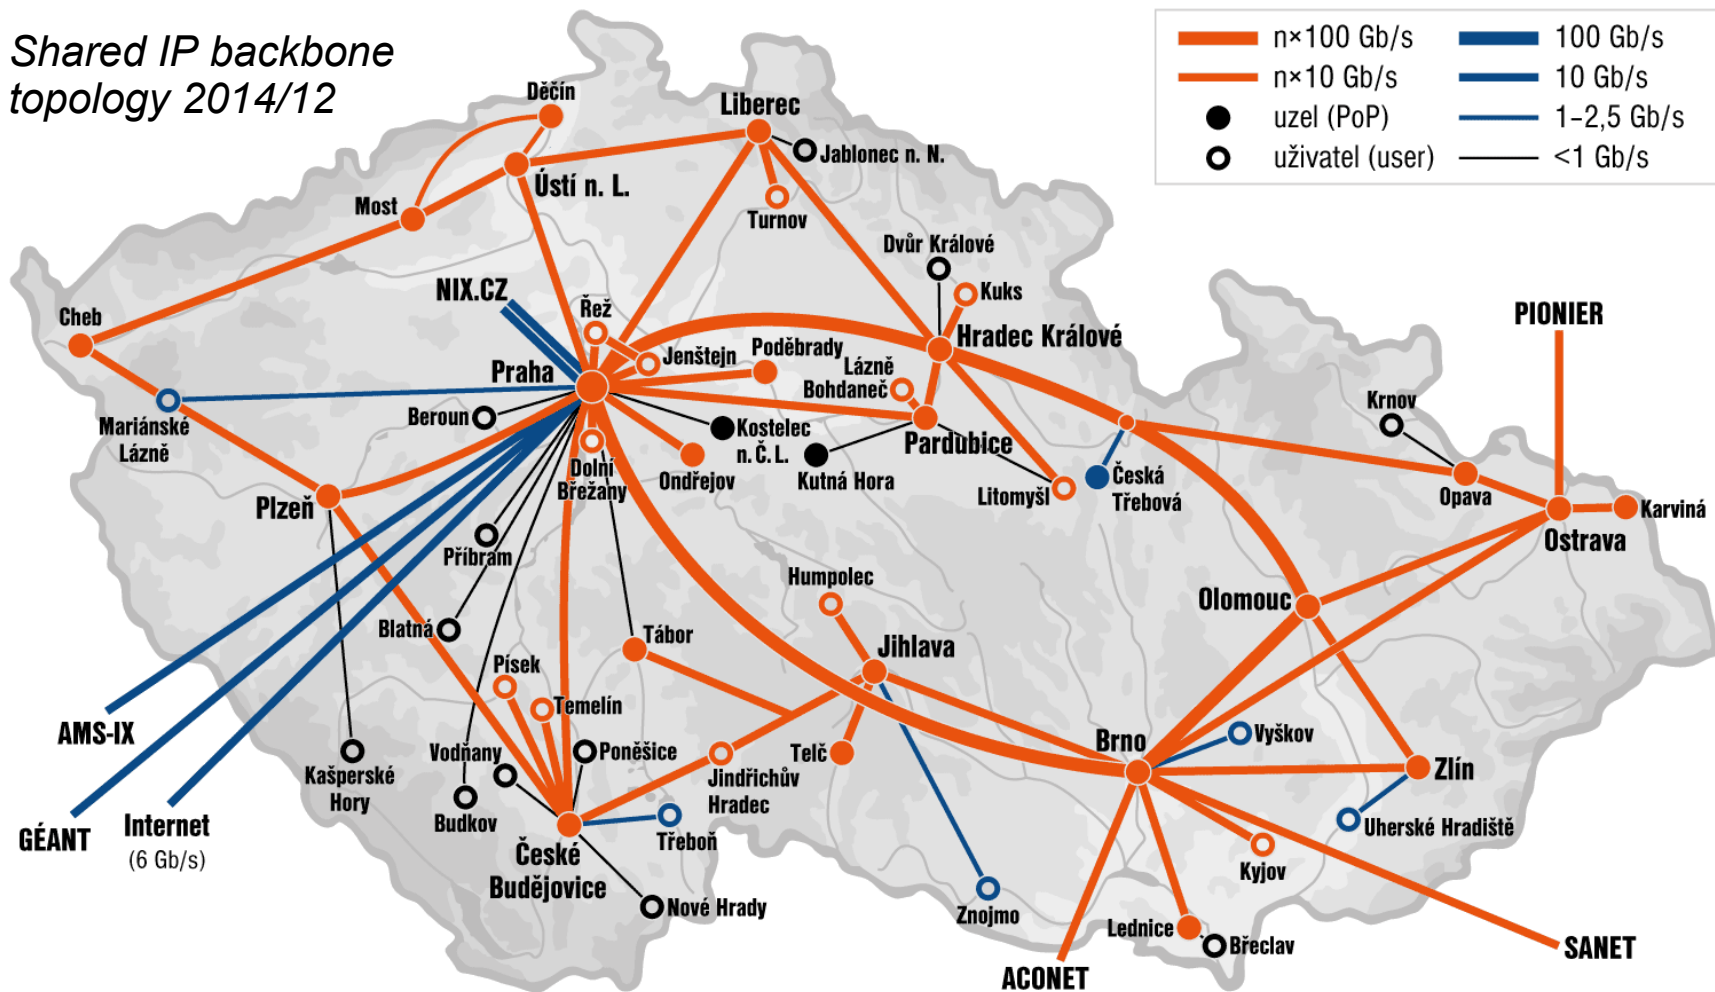 Shared IP backbone
topology 2014/12
n×100 Gb/s
100 Gb/s
n×10 Gb/s
10 Gb/s
uzel (PoP)
1–2,5 Gb/s
uživatel (user)
<1 Gb/s
Děčín
Liberec
Jablonec n. N.
Ústí n. L.
Most
Turnov
Dvůr Králové
NIX.CZ
Kuks
Řež
Cheb
PIONIER
Hradec Králové
Jenštejn
Poděbrady
Praha
Lázně
Bohdaneč
Krnov
Beroun
Mariánské
Lázně
Kostelec
n. Č. L.
Pardubice
Dolní
Břežany
Ondřejov
Kutná Hora
Litomyšl
Česká
Třebová
Opava
Plzeň
Karviná
Ostrava
Příbram
Humpolec
Olomouc
Blatná
Tábor
Jihlava
Písek
Temelín
AMS-IX
Vodňany
Poněšice
Telč
Brno
Vyškov
Zlín
Kašperské
Hory
Jindřichův
Hradec
Budkov
GÉANT
Internet
(6 Gb/s)
Třeboň
Uherské Hradiště
České
Budějovice
Kyjov
Nové Hrady
Znojmo
Lednice
Břeclav
SANET
ACONET